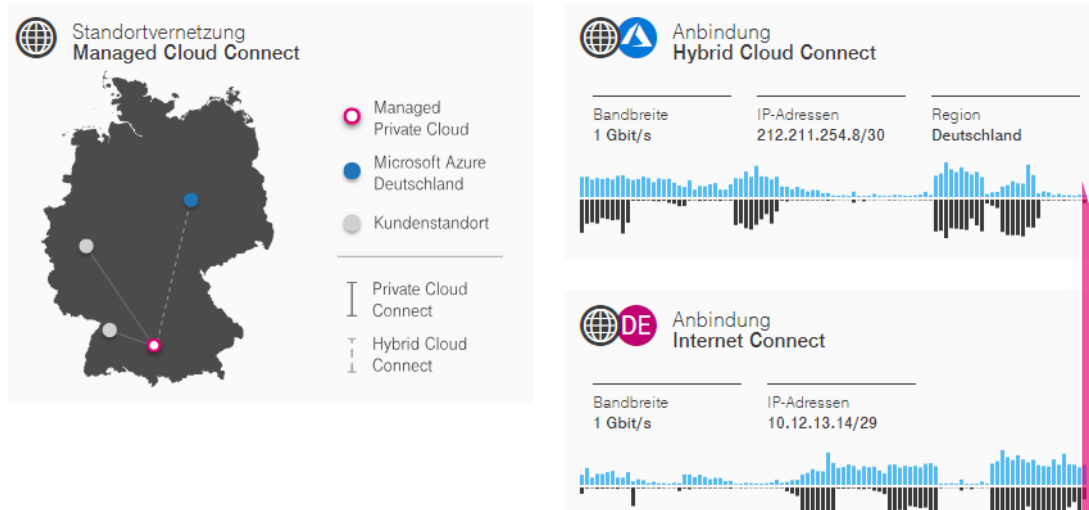 Standortvernetzung
Managed Cloud Connect
Managed
Private Cloud
Microsoft Azure
Deutschland
Kundenstandort
Private Cloud
Connect
Hybrid Cloud
Connect
Anbindung
Hybrid Cloud Connect
Bandbreite
1 Gbit/s
IP-Adressen
212.211.254.8/30
Region
Deutschland
DE
Anbindung
Internet Connect
Bandbreite
1 Gbit/s
IP-Adressen
10.12.13.14/29